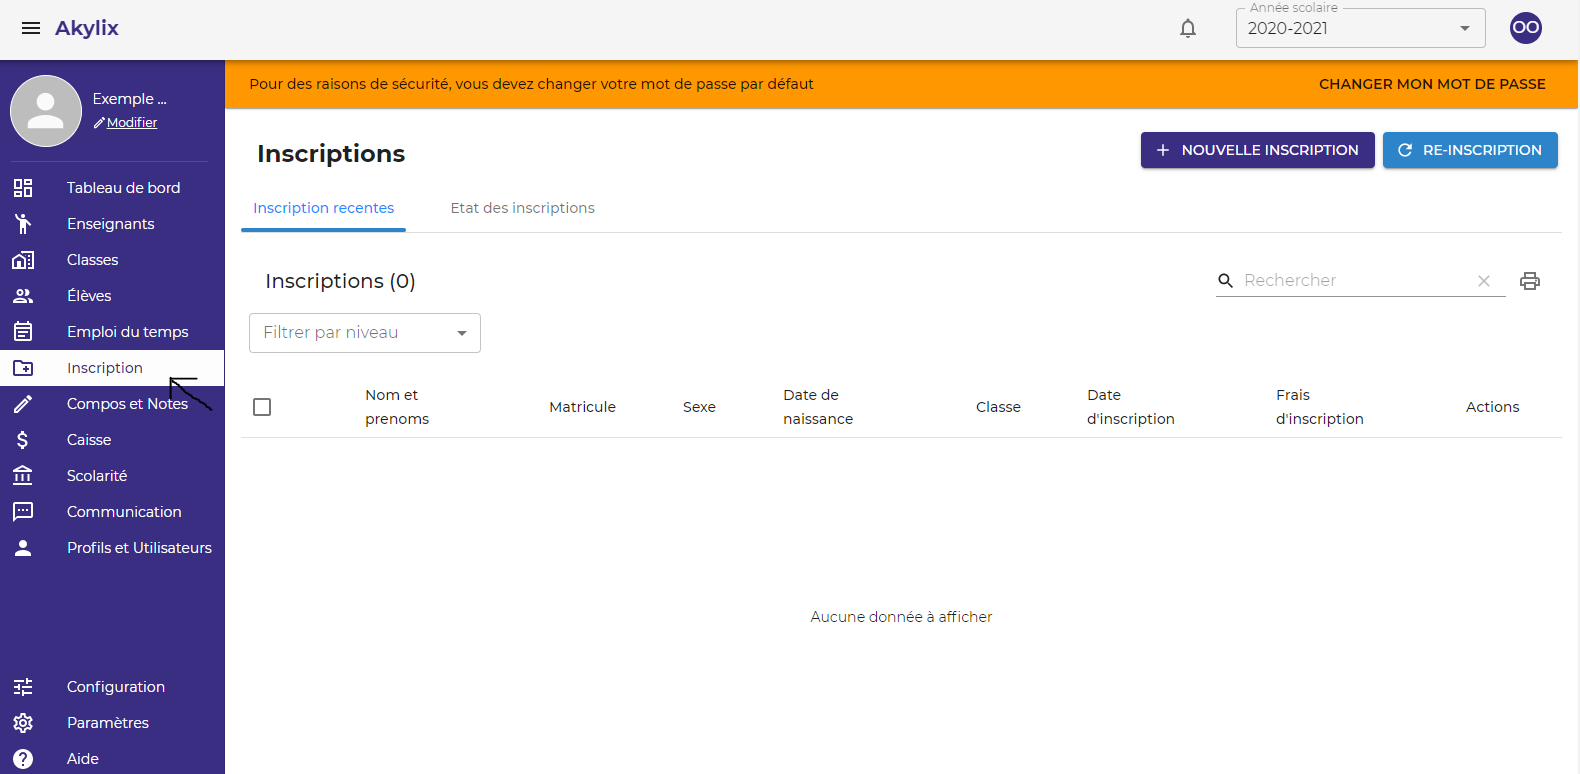 Akylix
Année scolaire
2020-2021
OO
Exemple ...
Modifier
Tableau de bord
Enseignants
Classes
Élèves
Emploi du temps
Inscription
Compos et Notes
Caisse
Scolarité
Communication
Profils et Utilisateurs
Configuration
Paramètres
Aide
Pour des raisons de sécurité, vous devez changer votre mot de passe par défaut
CHANGER MON MOT DE PASSE
Inscriptions
NOUVELLE INSCRIPTION
RE-INSCRIPTION
Inscription recentes
Etat des inscriptions
Inscriptions (0)
Rechercher
Filtrer par niveau
Nom et
prenoms
Matricule
Sexe
Date de
naissance
Classe
Date
d'inscription
Frais
d'inscription
Actions
Aucune donnée à afficher